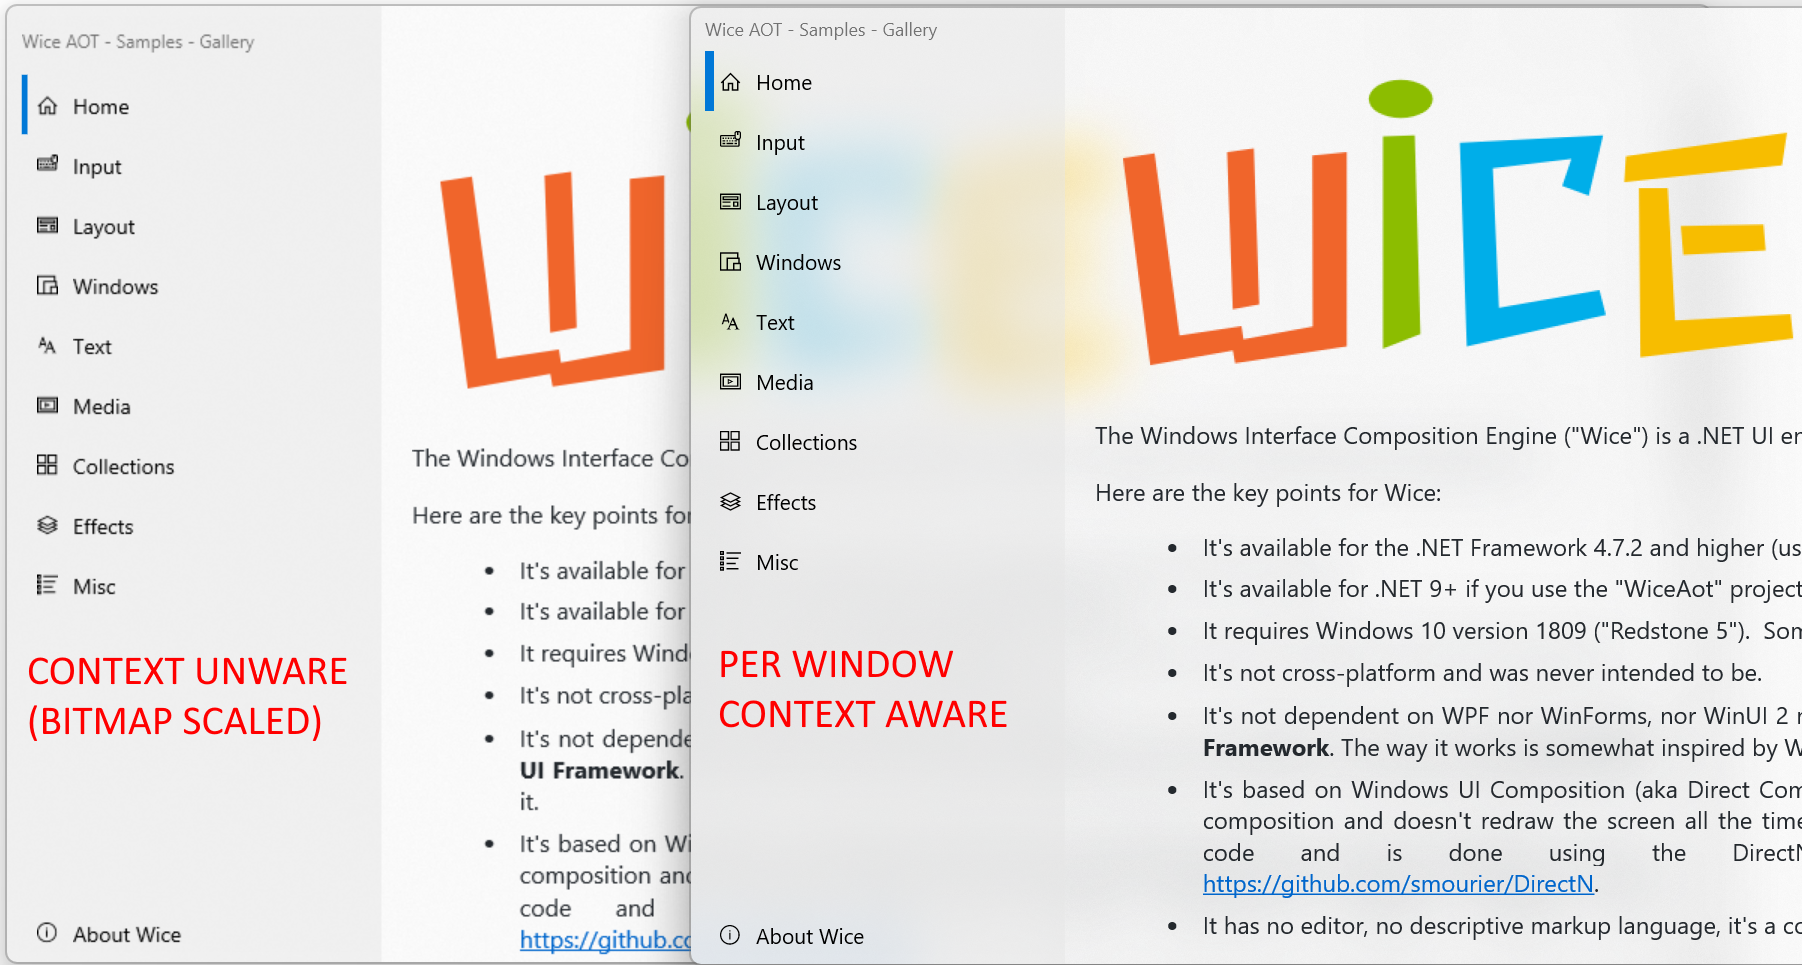 Wice AOT - Samples - Gallery
Home
Input
Layout
Windows
Text
Media
Collections
Effects
Misc
CONTEXT UNWARE
(BITMAP SCALED)
About Wice
W
The Windows Interface Co
Here are the key points for
• It's available for
• It's available for
• It requires Wind
• It's not cross-pla
• It's not depende
UI Framework.
it.
• It's based on Wi
composition and
code and
https://github.co
Wice AOT - Samples - Gallery
Home
Input
Layout
Windows
Text
Media
Collections
Effects
Misc
PER WINDOW
CONTEXT AWARE
About Wice
WiCE
The Windows Interface Composition Engine ("Wice") is a .NET UI en
Here are the key points for Wice:
• It's available for the .NET Framework 4.7.2 and higher (us
• It's available for .NET 9+ if you use the "WiceAot" project
• It requires Windows 10 version 1809 ("Redstone 5"). Som
• It's not cross-platform and was never intended to be.
• It's not dependent on WPF nor WinForms, nor WinUI 2 n
Framework. The way it works is somewhat inspired by W
• It's based on Windows UI Composition (aka Direct Com
composition and doesn't redraw the screen all the time
code and is done using the DirectN
https://github.com/smourier/DirectN.
• It has no editor, no descriptive markup language, it's a co